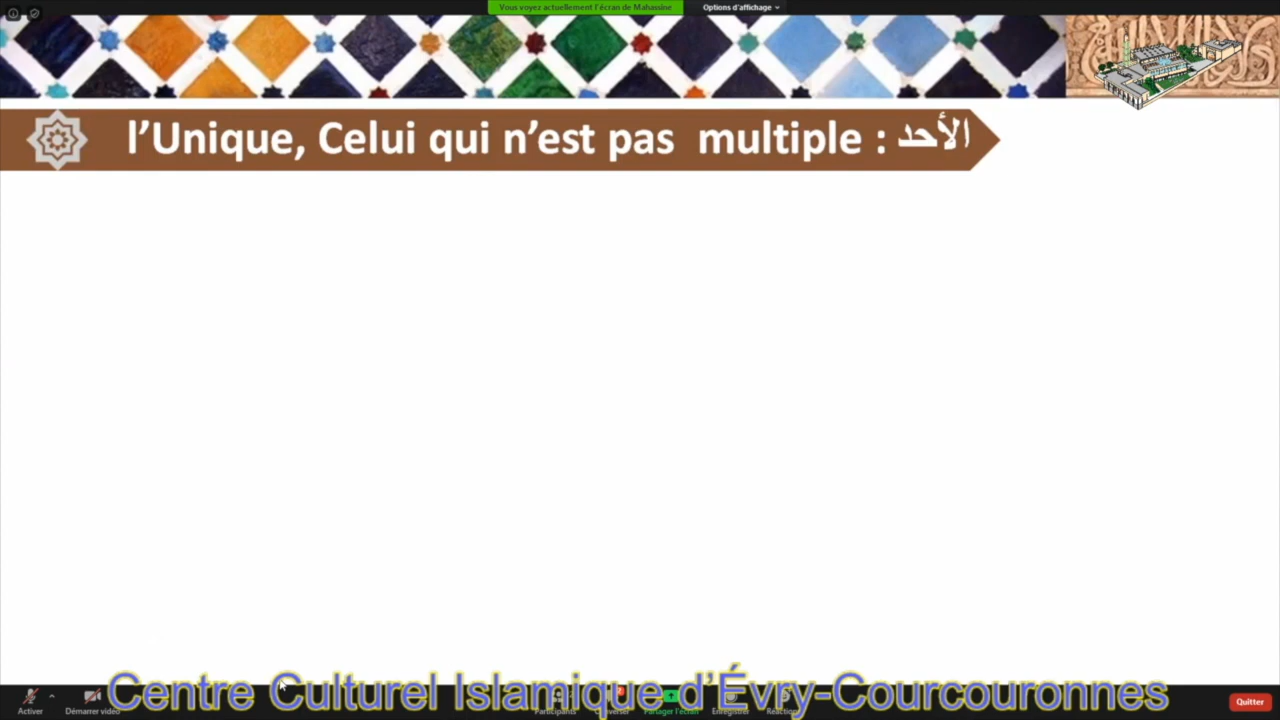 Vous voyez actuellement l'écran de Mahassine
Options d'affichage
l'Unique, Celui qui n'est pas multiple : الأحد
Activer
Démarrer vidéo
Participants
Converser
Partager l'écran
Enregistrer
Réactions
Quitter
Centre Culturel Islamique d'Évry-Courcouronnes